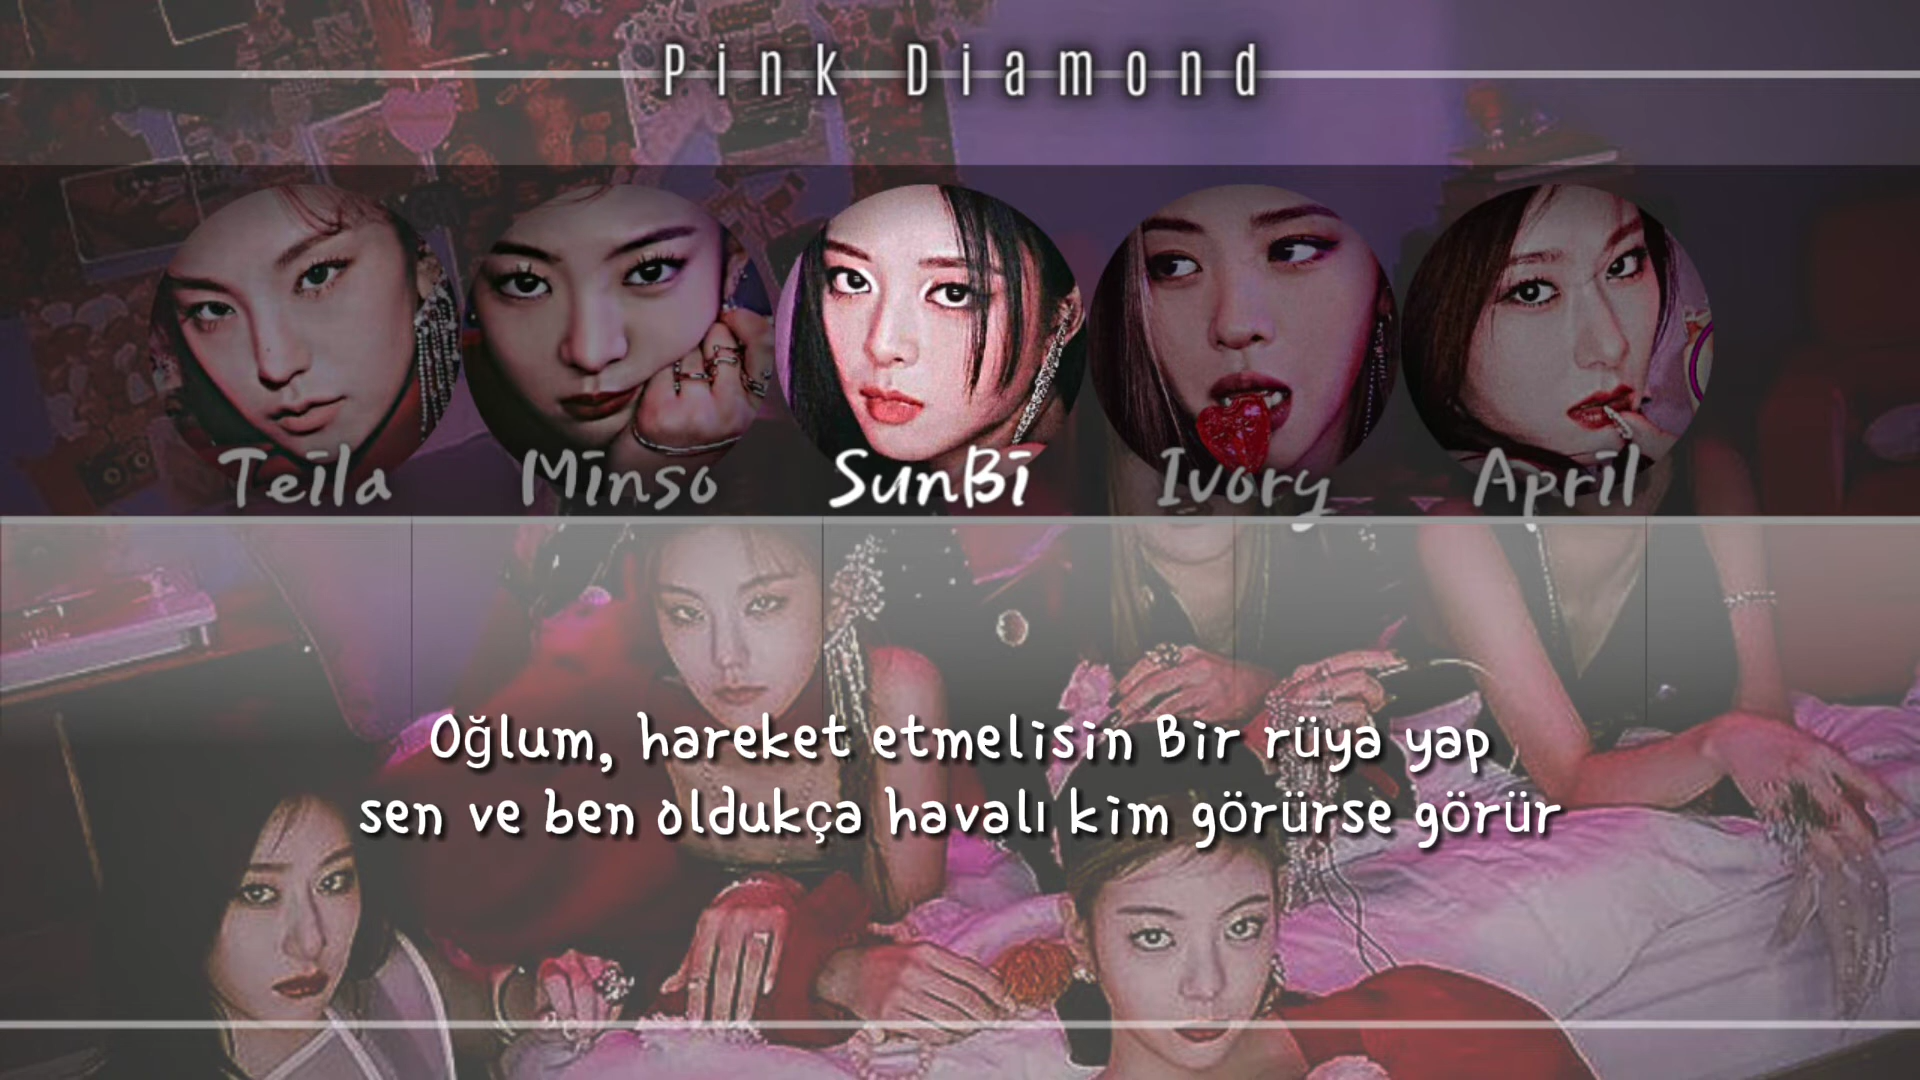 Pink Diamond
Teila Minso SunBi Ivory April
Oğlum, hareket etmelisin Bir rüya yap
sen ve ben oldukça havalı kim görürse görür